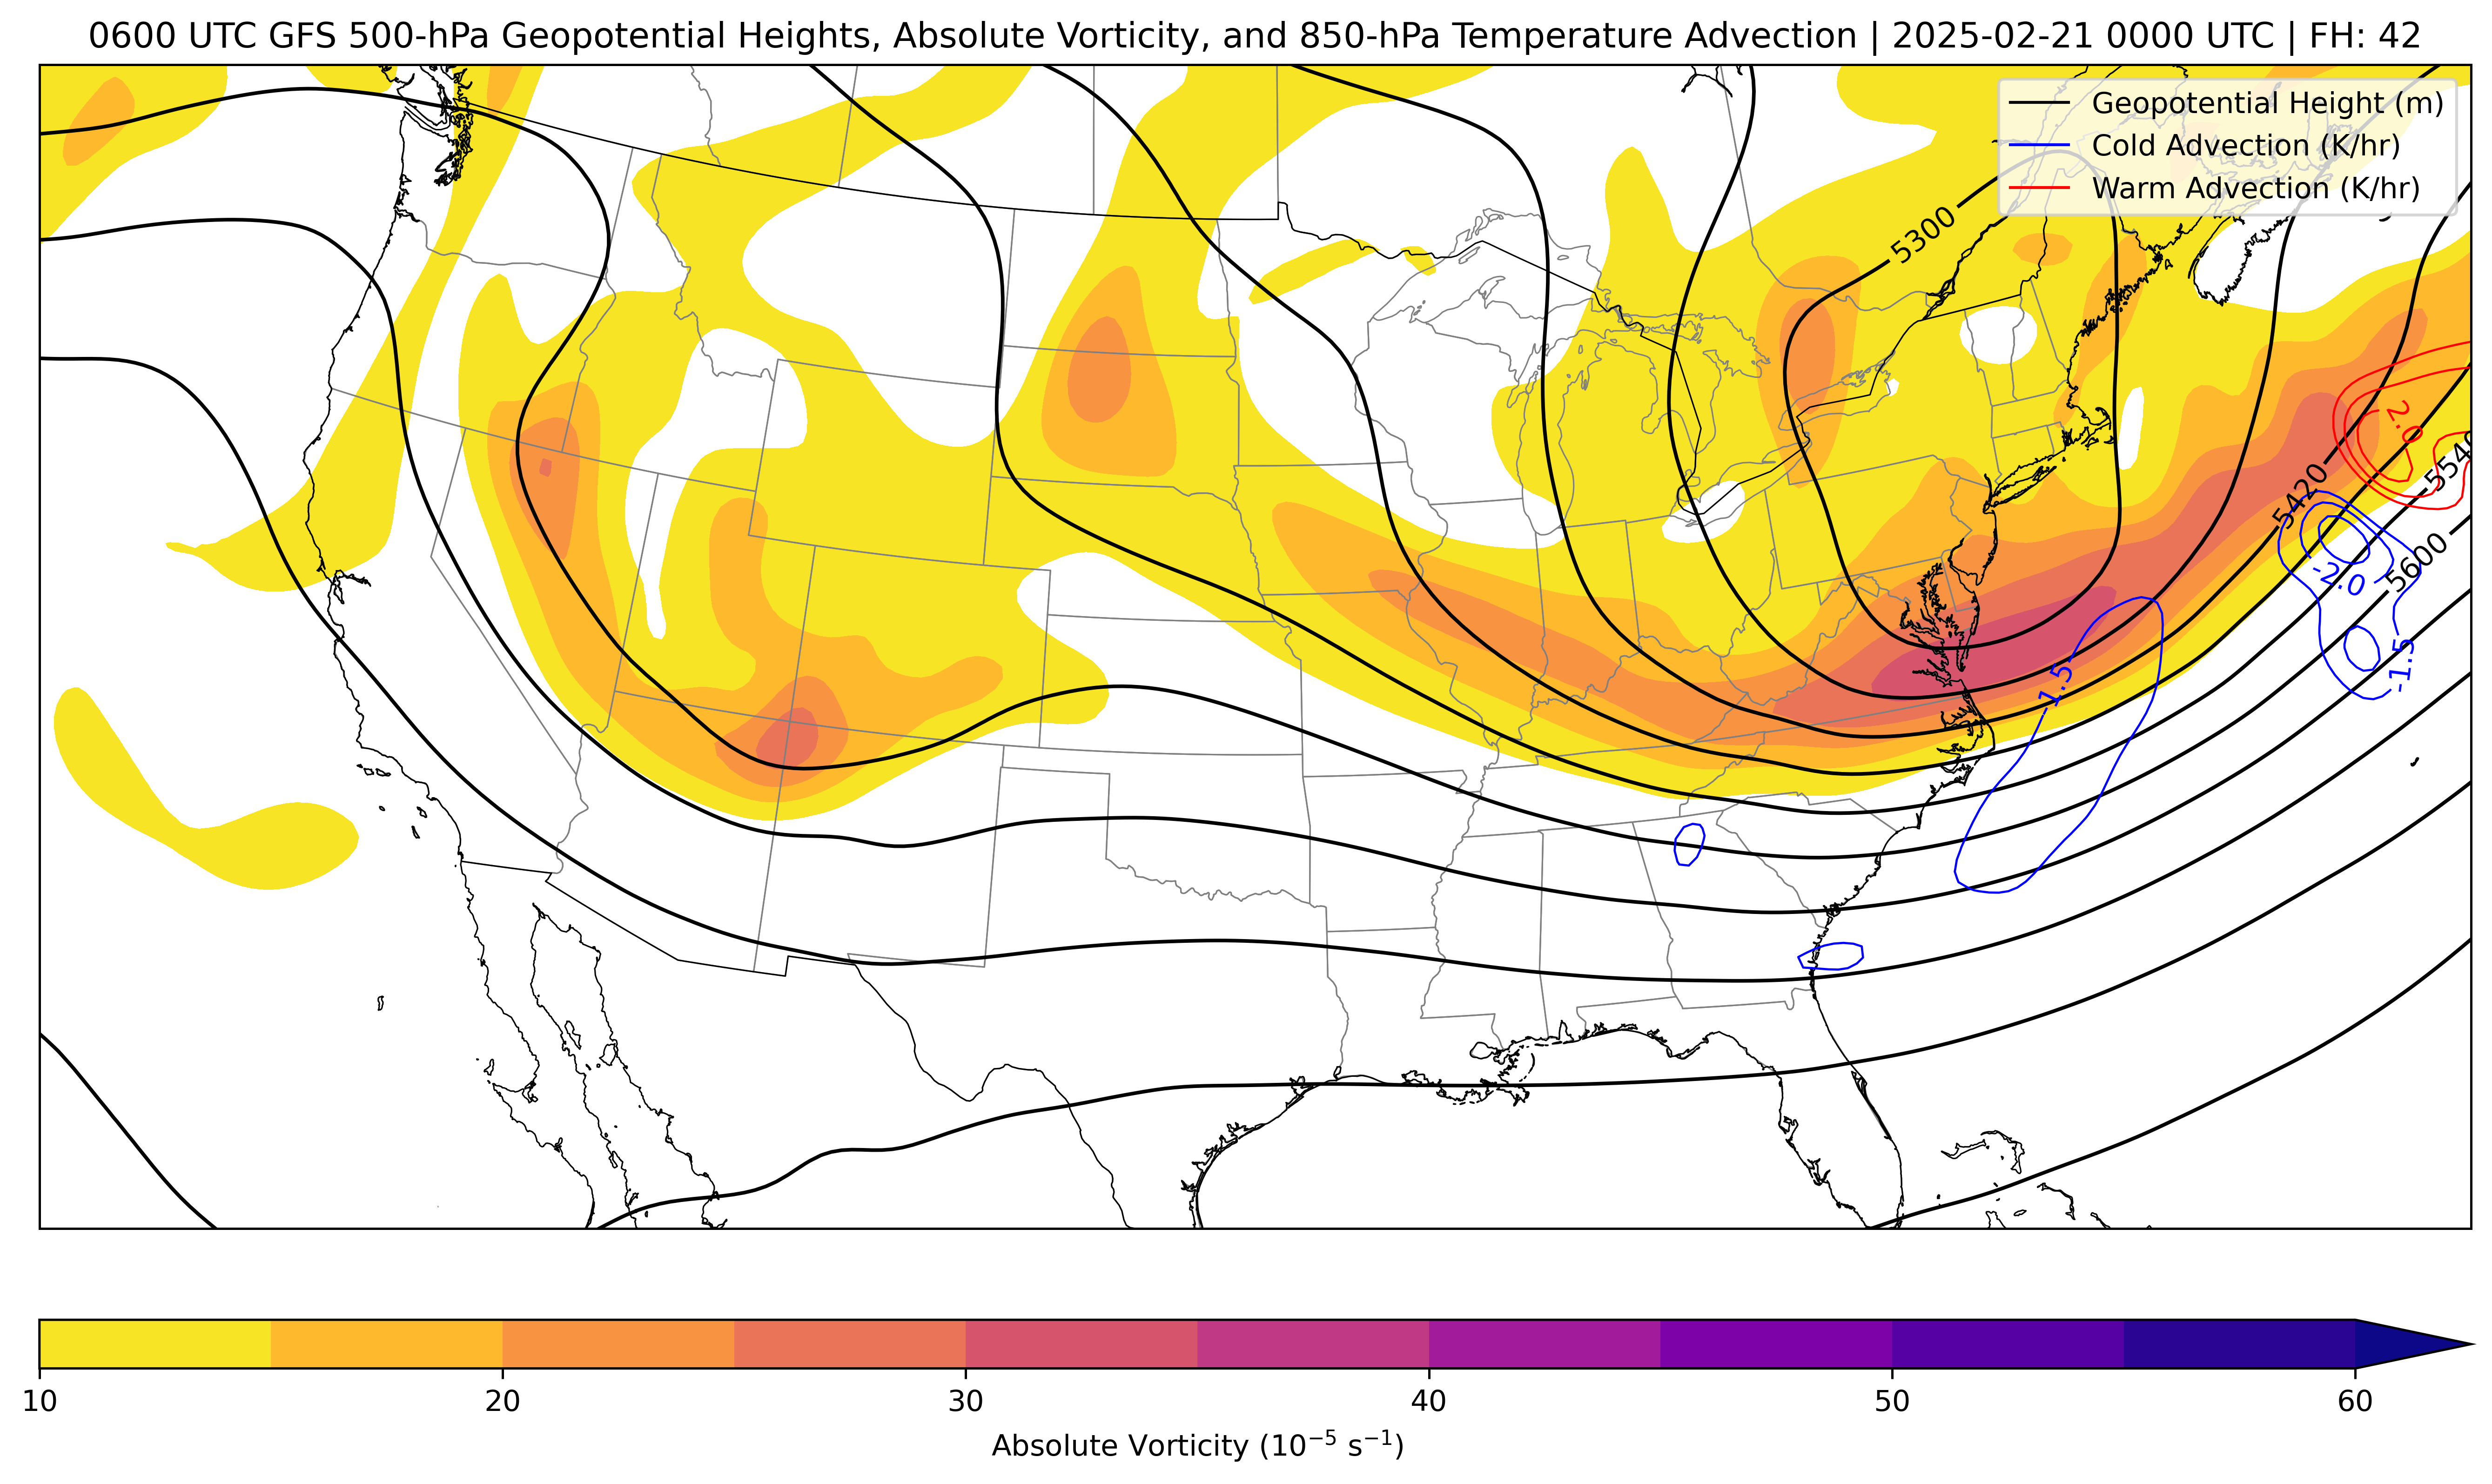 0600 UTC GFS 500-hPa Geopotential Heights, Absolute Vorticity, and 850-hPa Temperature Advection | 2025-02-21 0000 UTC | FH: 42
Geopotential Height (m)
Cold Advection (K/hr)
Warm Advection (K/hr)
5300
2.0
5540
5420
-2.0
5600
-1.5
-1.5
10 20 30 40 50 60
Absolute Vorticity (10⁻⁵ s⁻¹)